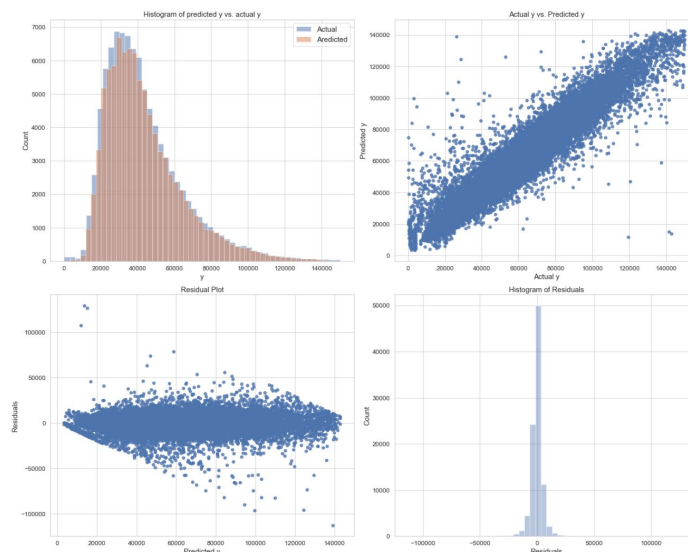 Histogram of predicted y vs. actual y
Actual
Aredicted
Count
7000
6000
5000
4000
3000
2000
1000
0
0 20000 40000 60000 80000 100000 120000 140000
y
Actual y vs. Predicted y
Predicted y
140000
120000
100000
80000
60000
40000
20000
0
0 20000 40000 60000 80000 100000 120000 140000
Actual y
Residual Plot
Residuals
100000
50000
0
−50000
−100000
0 20000 40000 60000 80000 100000 120000 140000
Predicted y
Histogram of Residuals
Count
50000
40000
30000
20000
10000
0
−100000 −50000 0 50000 100000
Residuals